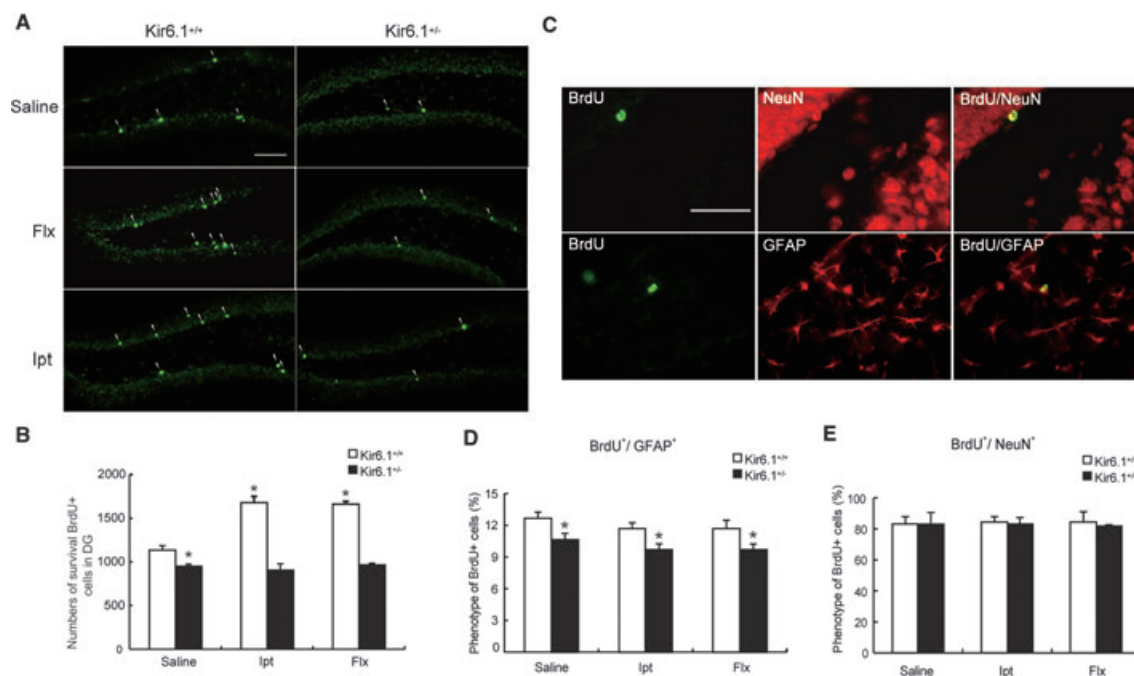 A
Kir6.1+/+
Kir6.1+/-
Saline
Flx
Ipt
C
BrdU
NeuN
BrdU/NeuN
BrdU
GFAP
BrdU/GFAP
B
Kir6.1+/+
Kir6.1+/-
Numbers of survival BrdU+
cells in DG
2000
1500
1000
500
0
*
*
*
Saline
Ipt
Flx
D
BrdU+/ GFAP+
Kir6.1+/+
Kir6.1+/-
Phenotype of BrdU+ cells (%)
15
12
9
6
3
0
*
*
*
Saline
Ipt
Flx
E
BrdU+/ NeuN+
Kir6.1+/
Kir6.1+/
Phenotype of BrdU+ cells (%)
100
80
60
40
20
0
Saline
Ipt
Flx